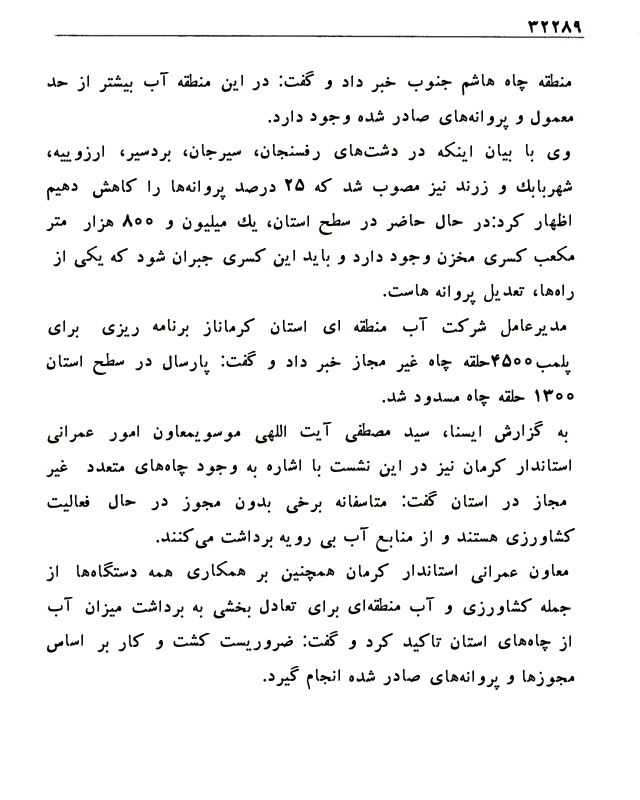 ۳۲۲۸۹
منطقه چاه هاشم جنوب خبر داد و گفت: در این منطقه آب بیشتر از حد
معمول و پروانه‌های صادر شده وجود دارد.
وی با بیان اینکه در دشت‌های رفسنجان، سیرجان، بردسیر، ارزوییه،
شهربابك و زرند نیز مصوب شد که ۲۵ درصد پروانه‌ها را کاهش دهیم
اظهار کرد:در حال حاضر در سطح استان، یك میلیون و ۸۰۰ هزار متر
مکعب کسری مخزن وجود دارد و باید این کسری جبران شود که یکی از
راه‌ها، تعدیل پروانه هاست.
مدیرعامل شرکت آب منطقه ای استان کرماناز برنامه ریزی برای
پلمب۴۵۰۰حلقه چاه غیر مجاز خبر داد و گفت: پارسال در سطح استان
۱۳۰۰ حلقه چاه مسدود شد.
به گزارش ایسنا، سید مصطفی آیت اللهی موسویمعاون امور عمرانی
استاندار کرمان نیز در این نشست با اشاره به وجود چاه‌های متعدد غیر
مجاز در استان گفت: متاسفانه برخی بدون مجوز در حال فعالیت
کشاورزی هستند و از منابع آب بی رویه برداشت می‌کنند.
معاون عمرانی استاندار کرمان همچنین بر همکاری همه دستگاه‌ها از
جمله کشاورزی و آب منطقه‌ای برای تعادل بخشی به برداشت میزان آب
از چاه‌های استان تاکید کرد و گفت: ضروریست کشت و کار بر اساس
مجوزها و پروانه‌های صادر شده انجام گیرد.